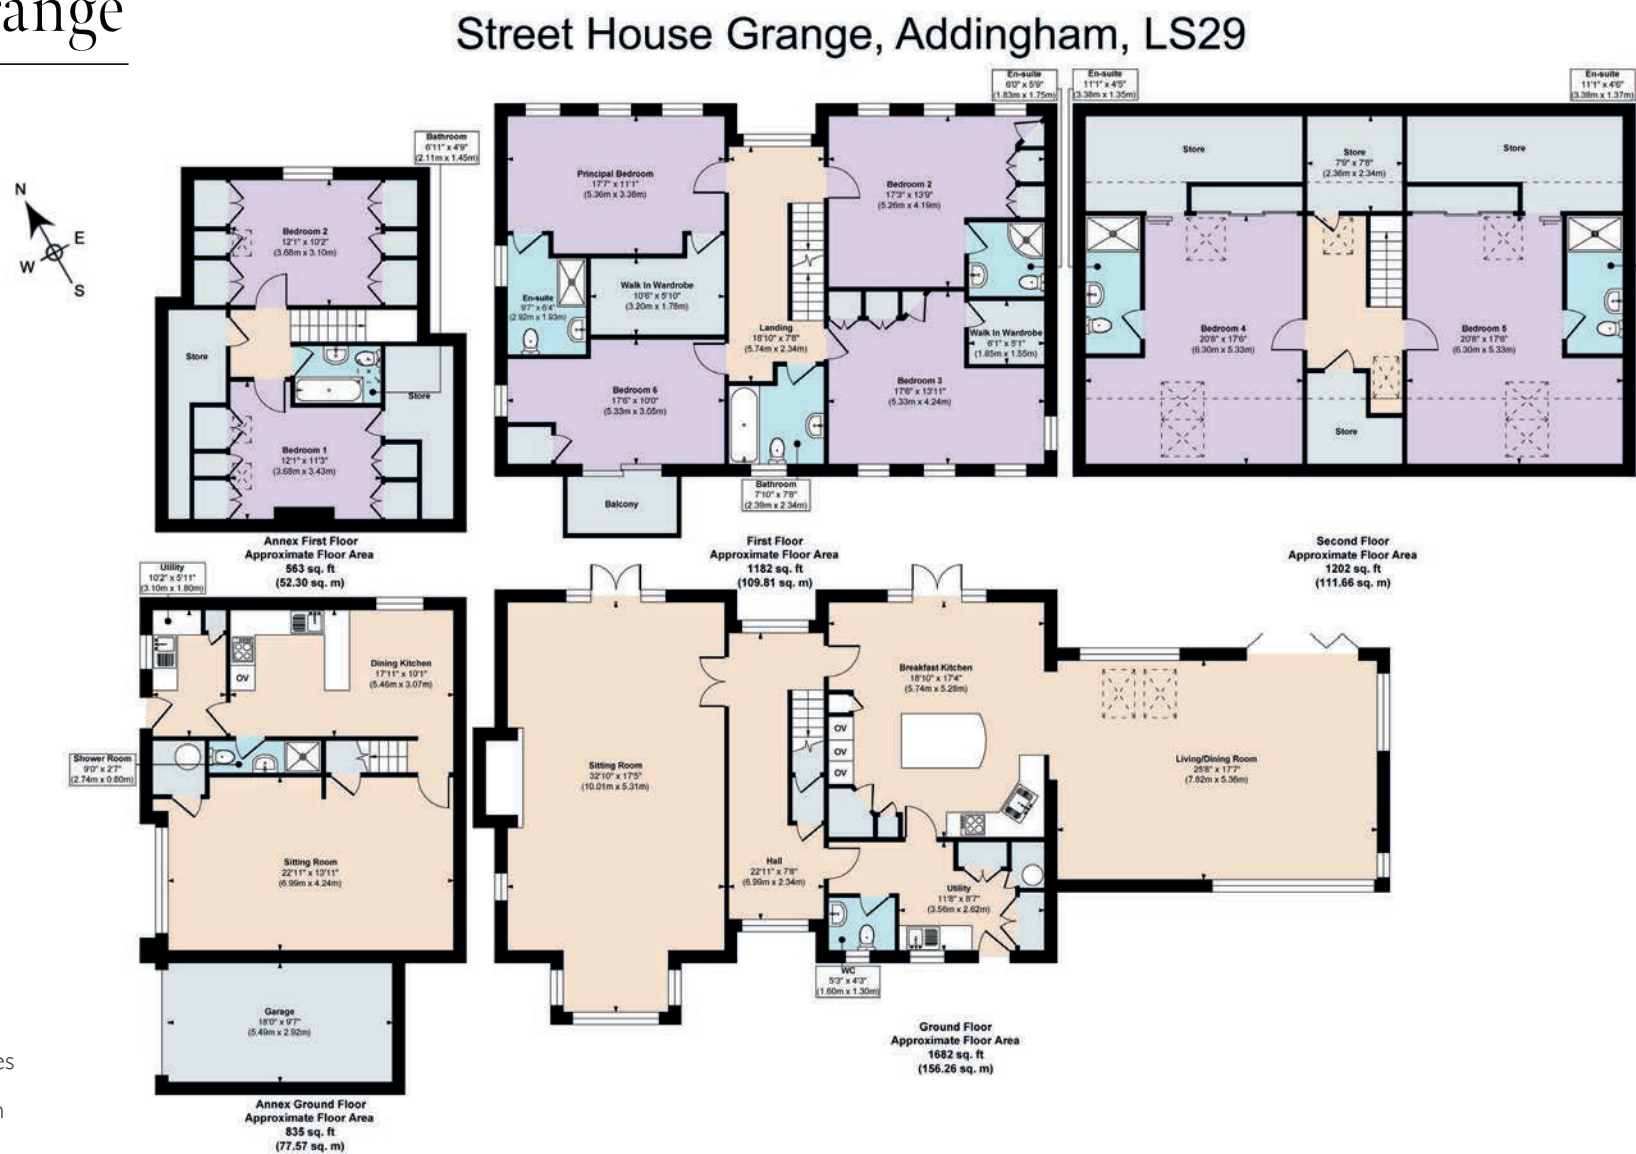 ange
Street House Grange, Addingham, LS29
N
E
W
S
Bathroom
6'11" x 4'9"
(2.11m x 1.45m)
Bedroom 2
12'1" x 10'2"
(3.68m x 3.10m)
Store
Store
Bedroom 1
12'1" x 11'3"
(3.68m x 3.43m)
Annex First Floor
Approximate Floor Area
563 sq. ft
(52.30 sq. m)
En-suite
6'0" x 5'9"
(1.83m x 1.75m)
Principal Bedroom
17'7" x 11'1"
(5.36m x 3.38m)
Bedroom 2
17'3" x 13'9"
(5.26m x 4.19m)
En-suite
9'7" x 6'4"
(2.92m x 1.93m)
Walk In Wardrobe
10'6" x 5'10"
(3.20m x 1.78m)
Landing
18'10" x 7'8"
(5.74m x 2.34m)
Walk In Wardrobe
6'1" x 5'1"
(1.85m x 1.55m)
Bedroom 6
17'6" x 10'0"
(5.33m x 3.05m)
Bedroom 3
17'6" x 13'11"
(5.33m x 4.24m)
Bathroom
7'10" x 7'8"
(2.39m x 2.34m)
Balcony
First Floor
Approximate Floor Area
1182 sq. ft
(109.81 sq. m)
En-suite
11'1" x 4'5"
(3.38m x 1.35m)
En-suite
11'1" x 4'6"
(3.38m x 1.37m)
Store
Store
7'9" x 7'8"
(2.36m x 2.34m)
Store
Bedroom 4
20'8" x 17'6"
(6.30m x 5.33m)
Bedroom 5
20'8" x 17'6"
(6.30m x 5.33m)
Store
Second Floor
Approximate Floor Area
1202 sq. ft
(111.66 sq. m)
Utility
10'2" x 5'11"
(3.10m x 1.80m)
OV
Dining Kitchen
17'11" x 10'1"
(5.46m x 3.07m)
Shower Room
9'0" x 2'7"
(2.74m x 0.80m)
Sitting Room
22'11" x 13'11"
(6.99m x 4.24m)
Garage
18'0" x 9'7"
(5.49m x 2.92m)
Annex Ground Floor
Approximate Floor Area
835 sq. ft
(77.57 sq. m)
Sitting Room
32'10" x 17'5"
(10.01m x 5.31m)
Hall
22'11" x 7'8"
(6.99m x 2.34m)
Breakfast Kitchen
18'10" x 17'4"
(5.74m x 5.28m)
OV
OV
OV
Living/Dining Room
25'8" x 17'7"
(7.82m x 5.36m)
Utility
11'8" x 8'7"
(3.56m x 2.62m)
WC
5'3" x 4'3"
(1.60m x 1.30m)
Ground Floor
Approximate Floor Area
1682 sq. ft
(156.26 sq. m)
es